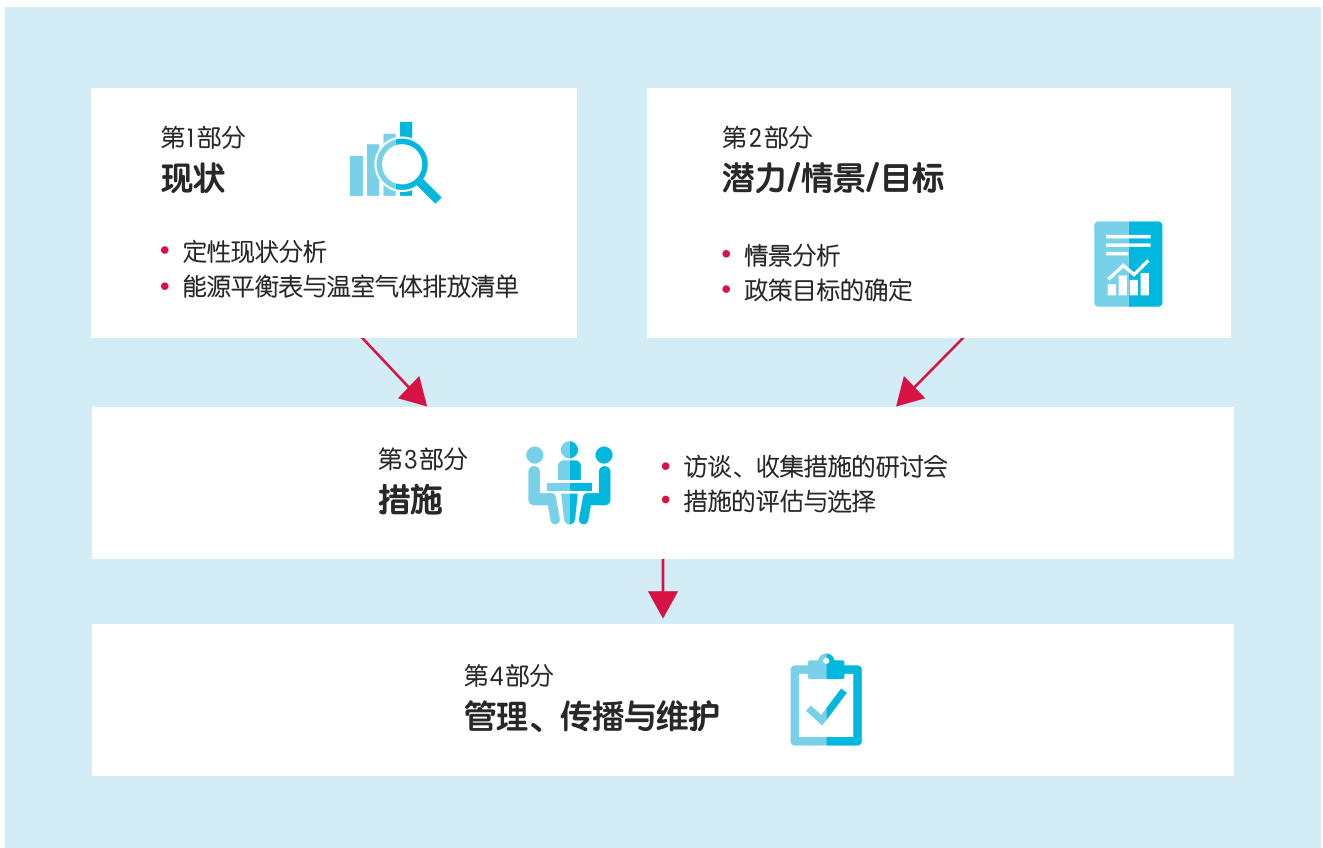 第1部分
现状
• 定性现状分析
• 能源平衡表与温室气体排放清单
第2部分
潜力/情景/目标
• 情景分析
• 政策目标的确定
第3部分
措施
• 访谈、收集措施的研讨会
• 措施的评估与选择
第4部分
管理、传播与维护